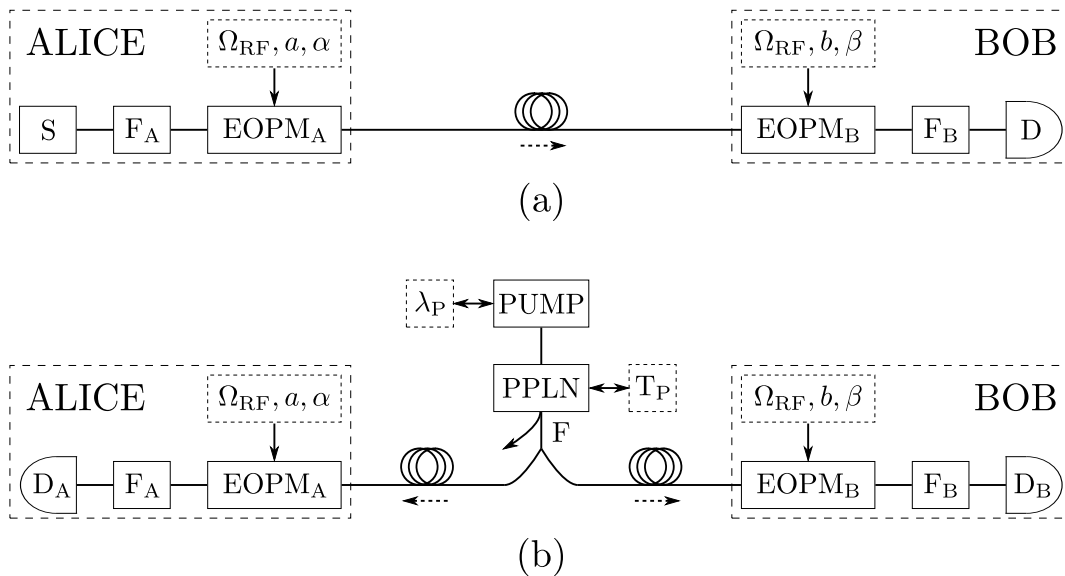 ALICE
Ω_RF, a, α
Ω_RF, b, β
BOB
S
F_A
EOPM_A
EOPM_B
F_B
D
(a)
λ_P
PUMP
PPLN
T_P
F
ALICE
Ω_RF, a, α
Ω_RF, b, β
BOB
D_A
F_A
EOPM_A
EOPM_B
F_B
D_B
(b)